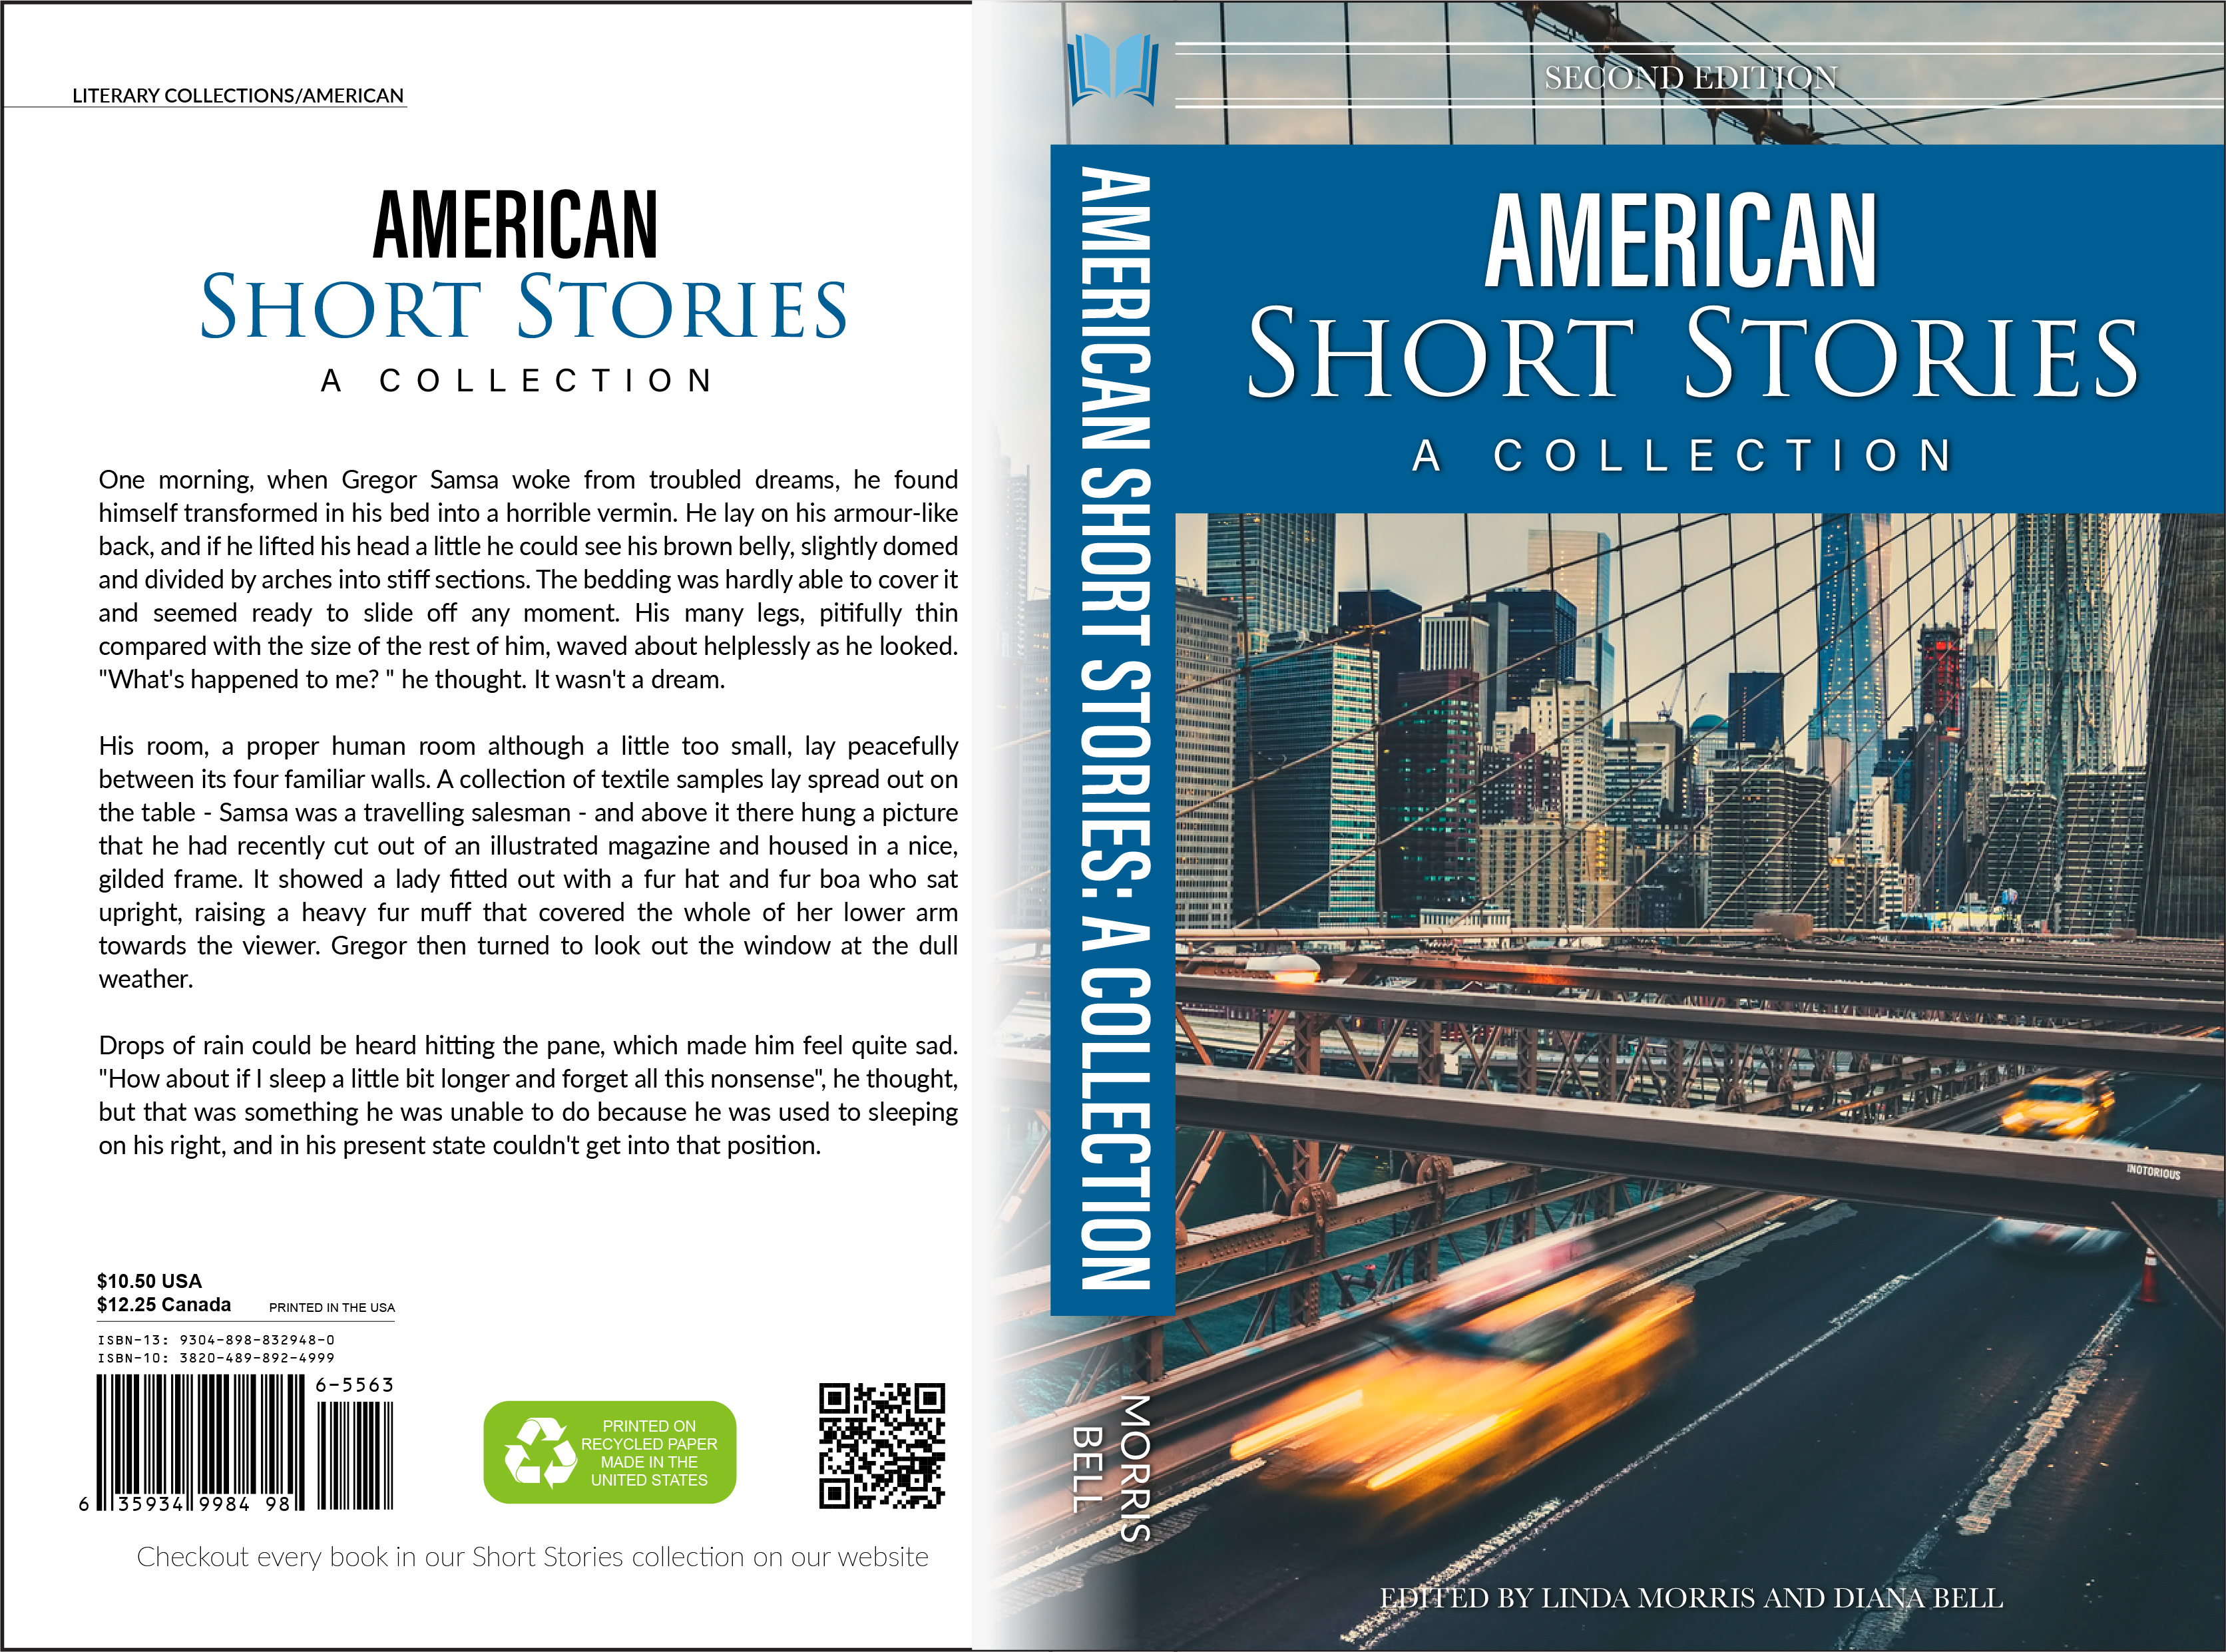 LITERARY COLLECTIONS/AMERICAN
AMERICAN
SHORT STORIES
A COLLECTION
One morning, when Gregor Samsa woke from troubled dreams, he found
himself transformed in his bed into a horrible vermin. He lay on his armour-like
back, and if he lifted his head a little he could see his brown belly, slightly domed
and divided by arches into stiff sections. The bedding was hardly able to cover it
and seemed ready to slide off any moment. His many legs, pitifully thin
compared with the size of the rest of him, waved about helplessly as he looked.
"What's happened to me? " he thought. It wasn't a dream.
His room, a proper human room although a little too small, lay peacefully
between its four familiar walls. A collection of textile samples lay spread out on
the table - Samsa was a travelling salesman - and above it there hung a picture
that he had recently cut out of an illustrated magazine and housed in a nice,
gilded frame. It showed a lady fitted out with a fur hat and fur boa who sat
upright, raising a heavy fur muff that covered the whole of her lower arm
towards the viewer. Gregor then turned to look out the window at the dull
weather.
Drops of rain could be heard hitting the pane, which made him feel quite sad.
"How about if I sleep a little bit longer and forget all this nonsense", he thought,
but that was something he was unable to do because he was used to sleeping
on his right, and in his present state couldn't get into that position.
$10.50 USA
$12.25 Canada
PRINTED IN THE USA
ISBN-13: 9304-898-832948-0
ISBN-10: 3820-489-892-4999
6-5563
6 35934 9984 98
PRINTED ON
RECYCLED PAPER
MADE IN THE
UNITED STATES
Checkout every book in our Short Stories collection on our website
AMERICAN SHORT STORIES: A COLLECTION
MORRIS
BELL
SECOND EDITION
AMERICAN
SHORT STORIES
A COLLECTION
NOTORIOUS
EDITED BY LINDA MORRIS AND DIANA BELL